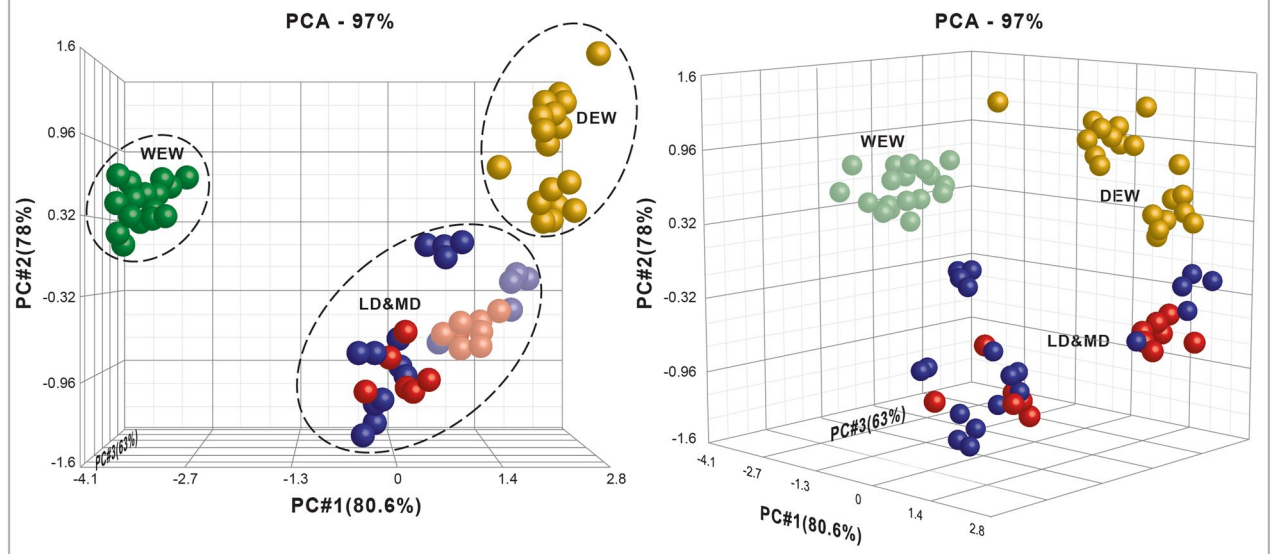 PCA - 97%
1.6
0.96
0.32
-0.32
-0.96
-1.6
PC#2(78%)
WEW
DEW
LD&MD
PC#3(63%)
-4.1
-2.7
-1.3
0
1.4
2.8
PC#1(80.6%)
PCA - 97%
1.6
0.96
0.32
-0.32
-0.96
-1.6
PC#2(78%)
WEW
DEW
LD&MD
PC#3(63%)
-4.1
-2.7
-1.3
0
1.4
2.8
PC#1(80.6%)